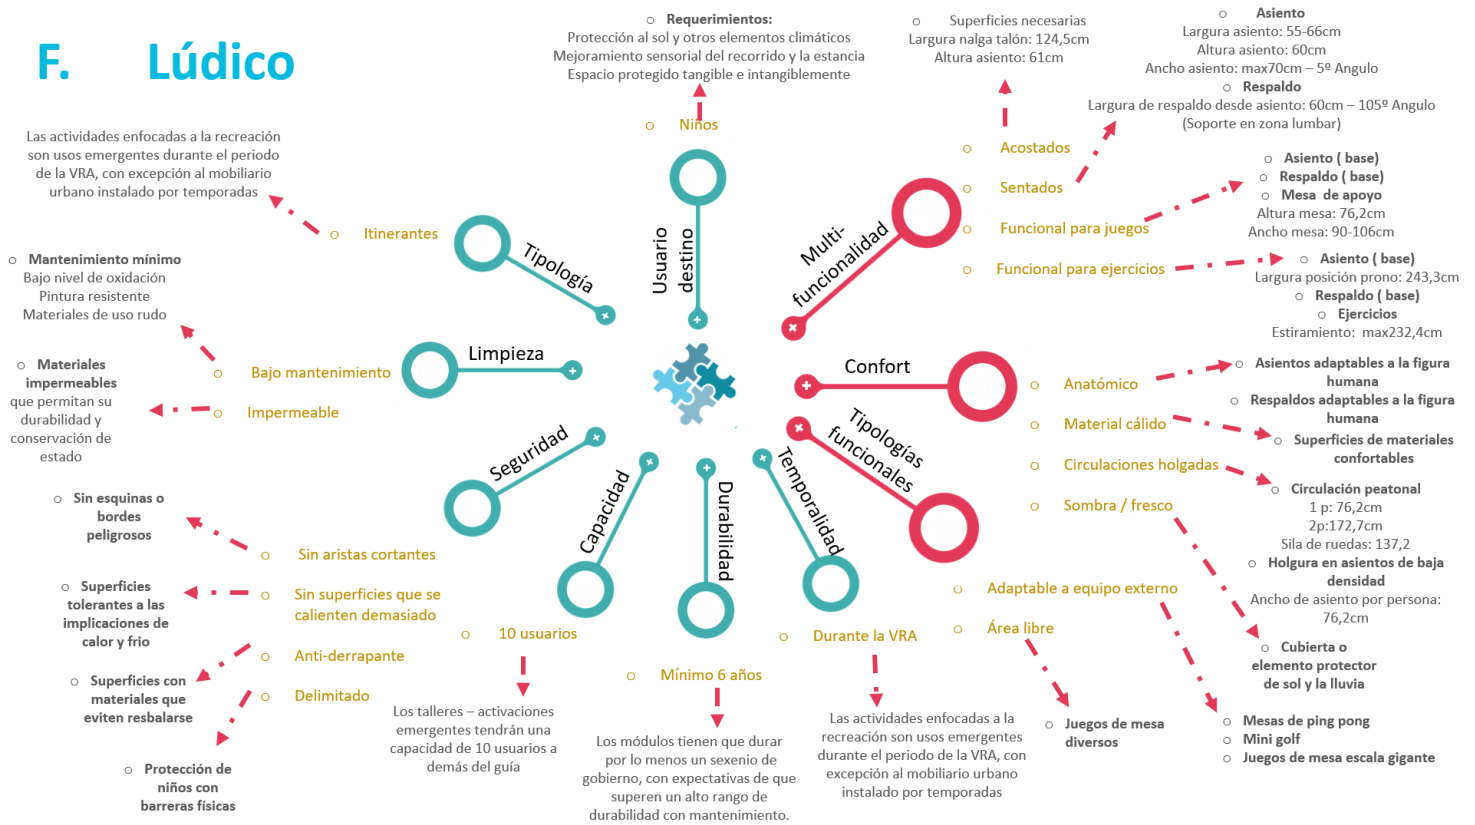 F. Lúdico
Requerimientos:
Protección al sol y otros elementos climáticos
Mejoramiento sensorial del recorrido y la estancia
Espacio protegido tangible e intangiblemente
Niños
Usuario
destino
Superficies necesarias
Largura nalga talón: 124,5cm
Altura asiento: 61cm
Asiento
Largura asiento: 55-66cm
Altura asiento: 60cm
Ancho asiento: max70cm – 5º Angulo
Respaldo
Largura de respaldo desde asiento: 60cm – 105º Angulo
(Soporte en zona lumbar)
Acostados
Sentados
Funcional para juegos
Funcional para ejercicios
Multi-
funcionalidad
Asiento ( base)
Respaldo ( base)
Mesa de apoyo
Altura mesa: 76,2cm
Ancho mesa: 90-106cm
Asiento ( base)
Largura posición prono: 243,3cm
Respaldo ( base)
Ejercicios
Estiramiento: max232,4cm
Las actividades enfocadas a la recreación
son usos emergentes durante el periodo
de la VRA, con excepción al mobiliario
urbano instalado por temporadas
Itinerantes
Tipología
Mantenimiento mínimo
Bajo nivel de oxidación
Pintura resistente
Materiales de uso rudo
Materiales
impermeables
que permitan su
durabilidad y
conservación de
estado
Bajo mantenimiento
Impermeable
Limpieza
Confort
Anatómico
Material cálido
Circulaciones holgadas
Sombra / fresco
Asientos adaptables a la figura
humana
Respaldos adaptables a la figura
humana
Superficies de materiales
confortables
Circulación peatonal
1 p: 76,2cm
2p:172,7cm
Sila de ruedas: 137,2
Holgura en asientos de baja
densidad
Ancho de asiento por persona:
76,2cm
Cubierta o
elemento protector
de sol y la lluvia
Seguridad
Sin esquinas o
bordes
peligrosos
Superficies
tolerantes a las
implicaciones de
calor y frio
Superficies con
materiales que
eviten resbalarse
Protección de
niños con
barreras físicas
Sin aristas cortantes
Sin superficies que se
calienten demasiado
Anti-derrapante
Delimitado
Capacidad
10 usuarios
Los talleres – activaciones
emergentes tendrán una
capacidad de 10 usuarios a
demás del guía
Durabilidad
Mínimo 6 años
Los módulos tienen que durar
por lo menos un sexenio de
gobierno, con expectativas de que
superen un alto rango de
durabilidad con mantenimiento.
Temporalidad
Durante la VRA
Las actividades enfocadas a la
recreación son usos emergentes
durante el periodo de la VRA, con
excepción al mobiliario urbano
instalado por temporadas
Tipologías
funcionales
Adaptable a equipo externo
Área libre
Juegos de mesa
diversos
Mesas de ping pong
Mini golf
Juegos de mesa escala gigante